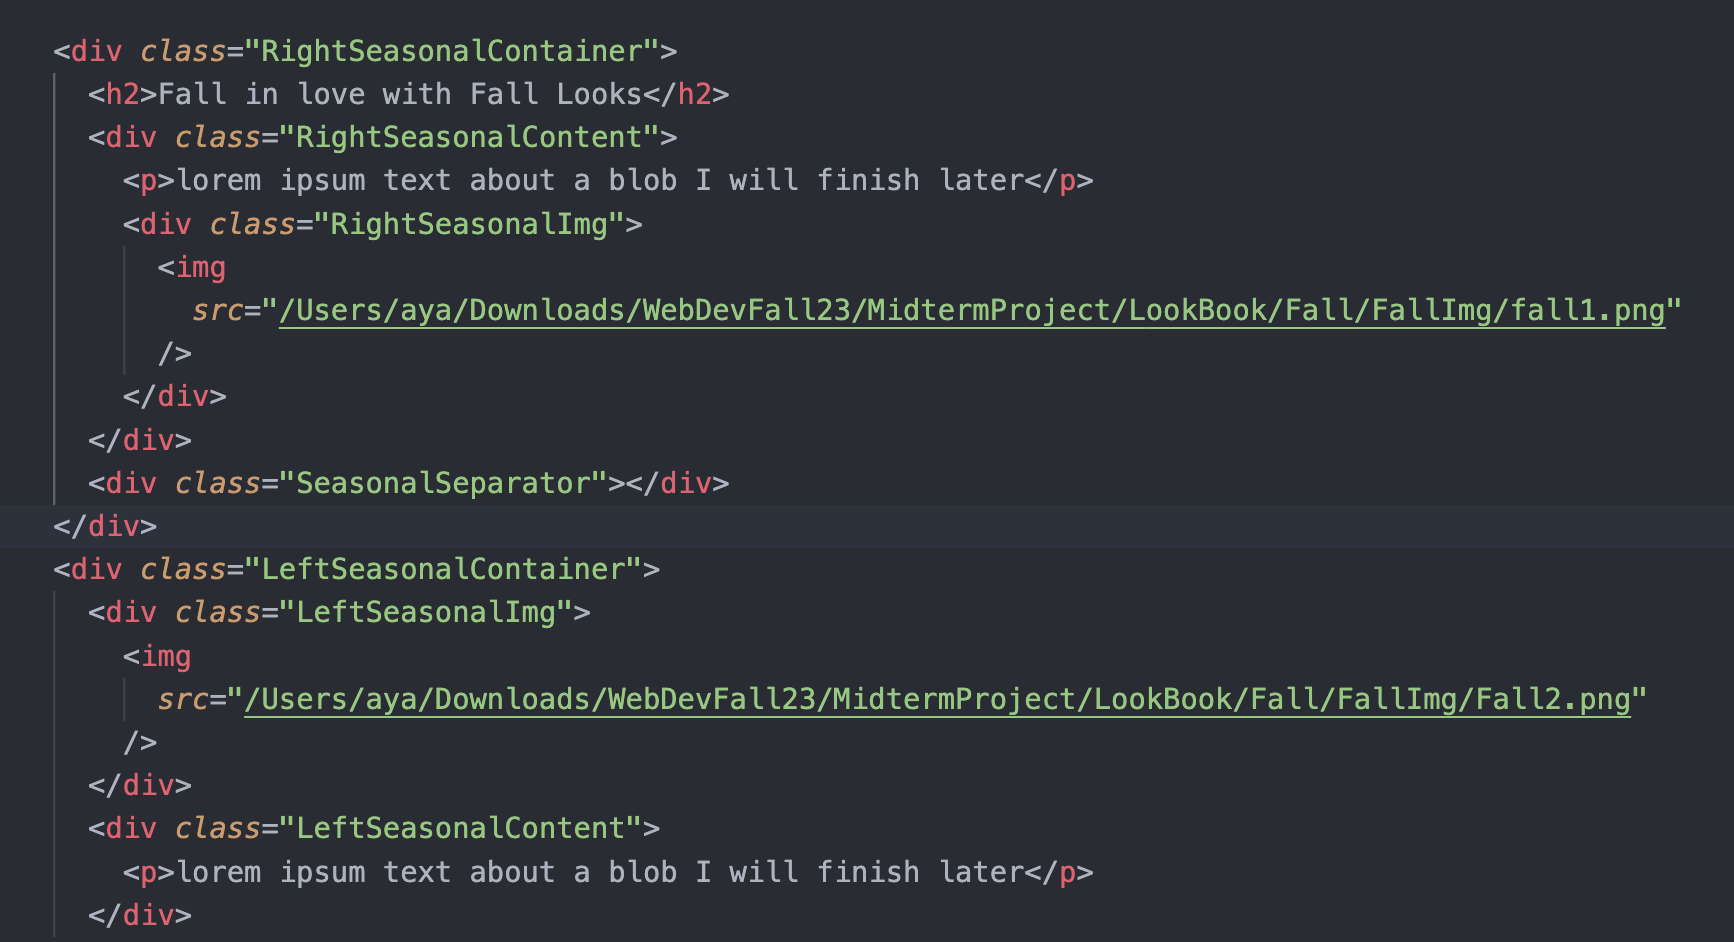 <div class="RightSeasonalContainer">
<h2>Fall in love with Fall Looks</h2>
<div class="RightSeasonalContent">
<p>lorem ipsum text about a blob I will finish later</p>
<div class="RightSeasonalImg">
<img
src="/Users/aya/Downloads/WebDevFall23/MidtermProject/LookBook/Fall/FallImg/fall1.png"
/>
</div>
</div>
<div class="SeasonalSeparator"></div>
</div>
<div class="LeftSeasonalContainer">
<div class="LeftSeasonalImg">
<img
src="/Users/aya/Downloads/WebDevFall23/MidtermProject/LookBook/Fall/FallImg/Fall2.png"
/>
</div>
<div class="LeftSeasonalContent">
<p>lorem ipsum text about a blob I will finish later</p>
</div>